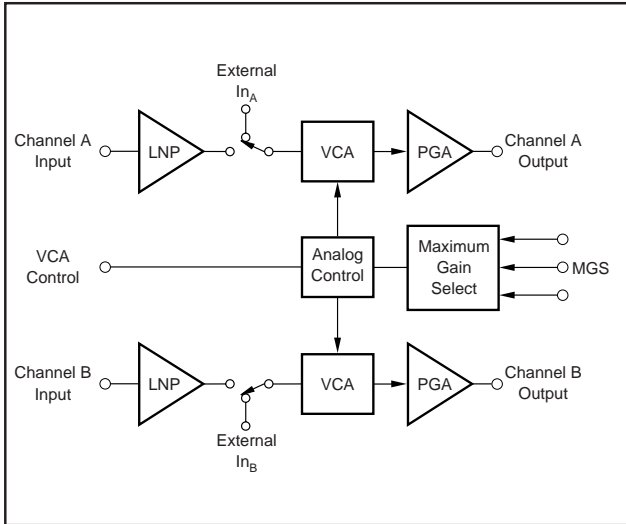 External
In_A
Channel A
Input
LNP
VCA
PGA
Channel A
Output
VCA
Control
Analog
Control
Maximum
Gain
Select
MGS
Channel B
Input
LNP
VCA
PGA
Channel B
Output
External
In_B